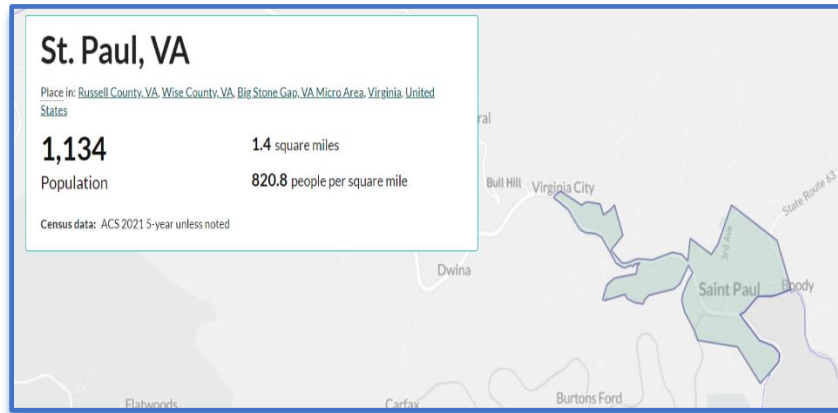 St. Paul, VA
Place in: Russell County, VA, Wise County, VA, Big Stone Gap, VA Micro Area, Virginia, United
States
1,134
Population
1.4 square miles
820.8 people per square mile
Census data: ACS 2021 5-year unless noted
ral
Bull Hill
Virginia City
State Route 63
3rd Ave
Dwina
Saint Paul
Boody
Flatwoods
Carfax
Burtons Ford